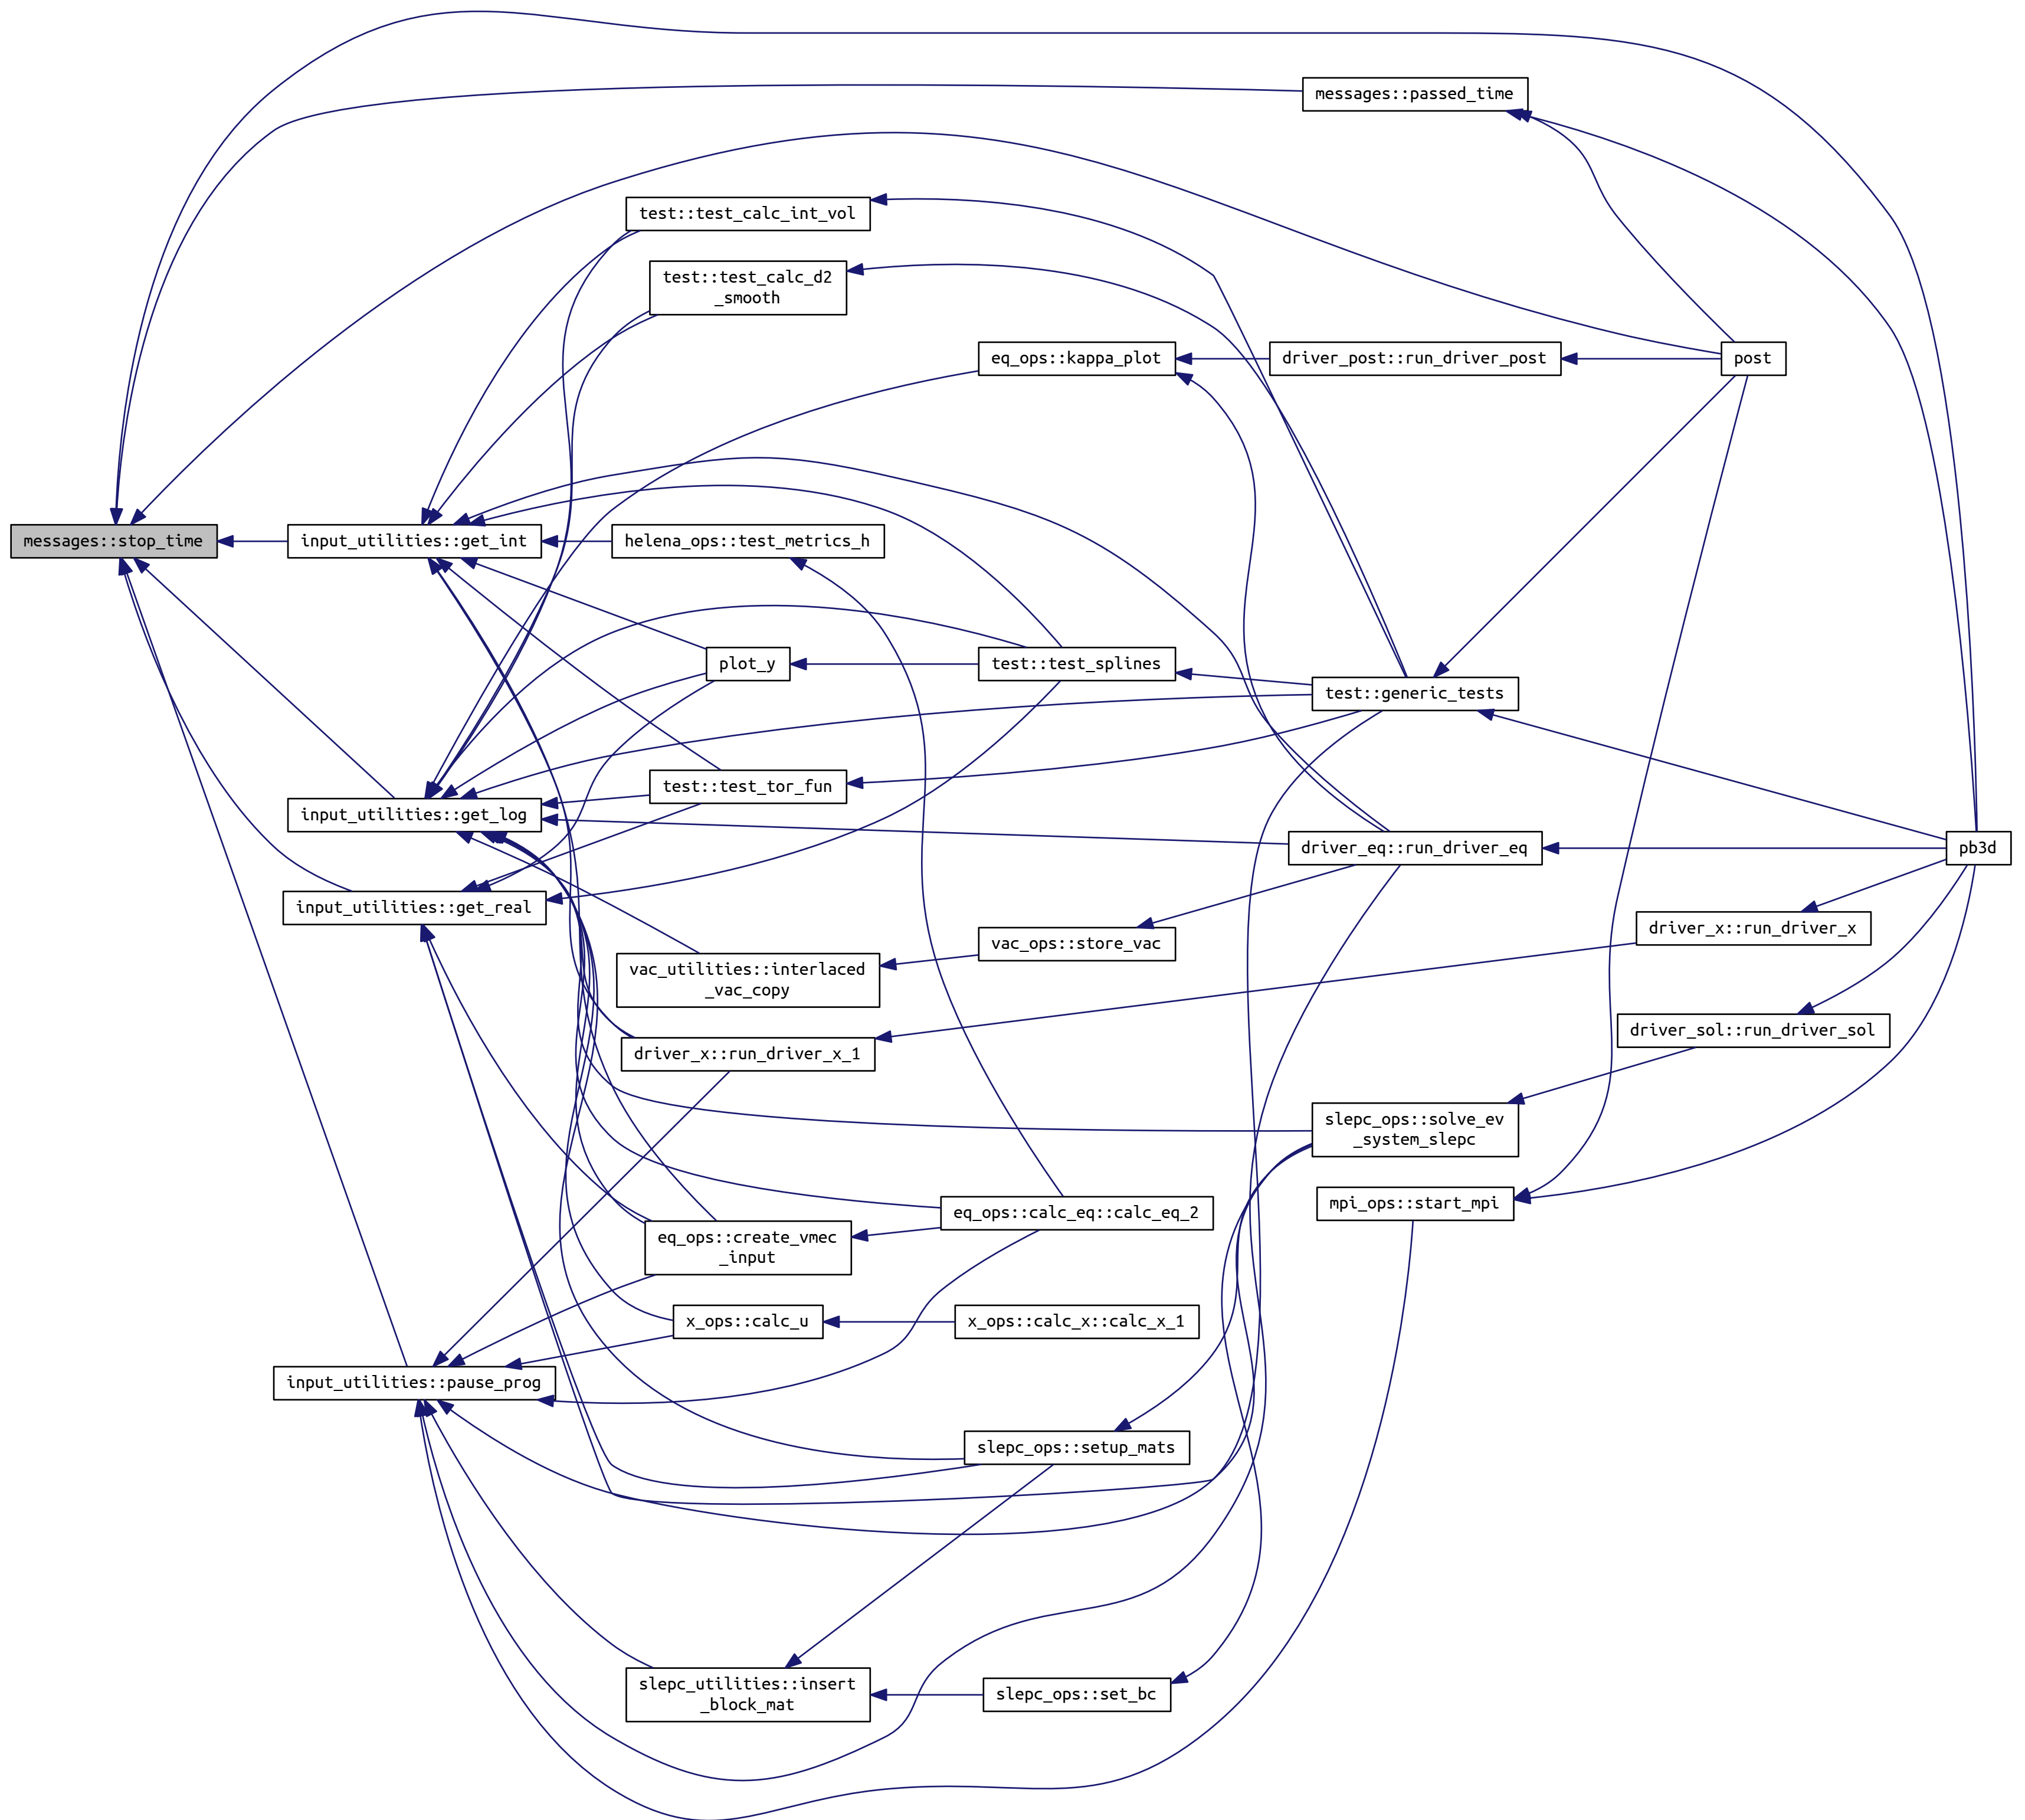 messages::passed_time
test::test_calc_int_vol
test::test_calc_d2
_smooth
eq_ops::kappa_plot
driver_post::run_driver_post
post
messages::stop_time
input_utilities::get_int
helena_ops::test_metrics_h
plot_y
test::test_splines
test::generic_tests
test::test_tor_fun
input_utilities::get_log
driver_eq::run_driver_eq
pb3d
input_utilities::get_real
driver_x::run_driver_x
vac_ops::store_vac
vac_utilities::interlaced
_vac_copy
driver_sol::run_driver_sol
driver_x::run_driver_x_1
slepc_ops::solve_ev
_system_slepc
mpi_ops::start_mpi
eq_ops::calc_eq::calc_eq_2
eq_ops::create_vmec
_input
x_ops::calc_u
x_ops::calc_x::calc_x_1
input_utilities::pause_prog
slepc_ops::setup_mats
slepc_utilities::insert
_block_mat
slepc_ops::set_bc